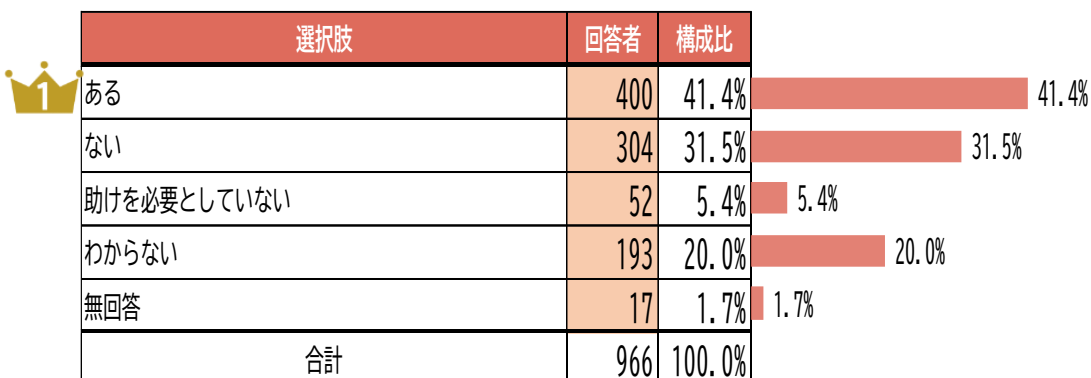 選択肢 回答者 構成比
1 ある 400 41.4% 41.4%
ない 304 31.5% 31.5%
助けを必要としていない 52 5.4% 5.4%
わからない 193 20.0% 20.0%
無回答 17 1.7% 1.7%
合計 966 100.0%